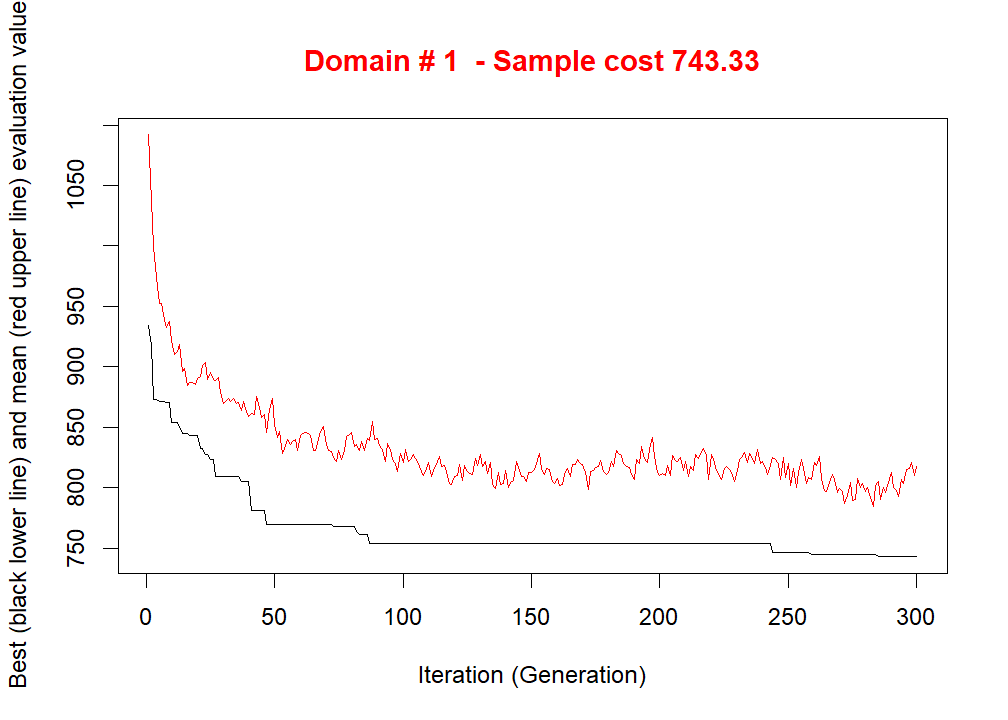 Domain # 1  - Sample cost 743.33
Best (black lower line) and mean (red upper line) evaluation value
1050
950
900
850
800
750
0 50 100 150 200 250 300
Iteration (Generation)